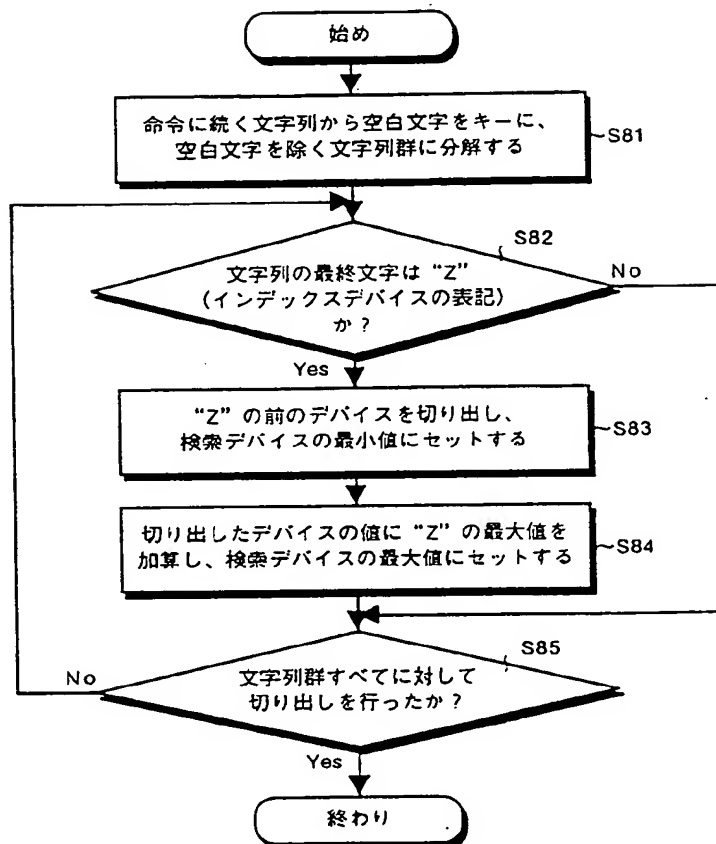 始め
命令に続く文字列から空白文字をキーに、
空白文字を除く文字列群に分解する
S81
S82
文字列の最終文字は“Z”
(インデックスデバイスの表記)
か?
No
Yes
“Z”の前のデバイスを切り出し、
検索デバイスの最小値にセットする
S83
切り出したデバイスの値に“Z”の最大値を
加算し、検索デバイスの最大値にセットする
S84
S85
No
文字列群すべてに対して
切り出しを行ったか?
Yes
終わり